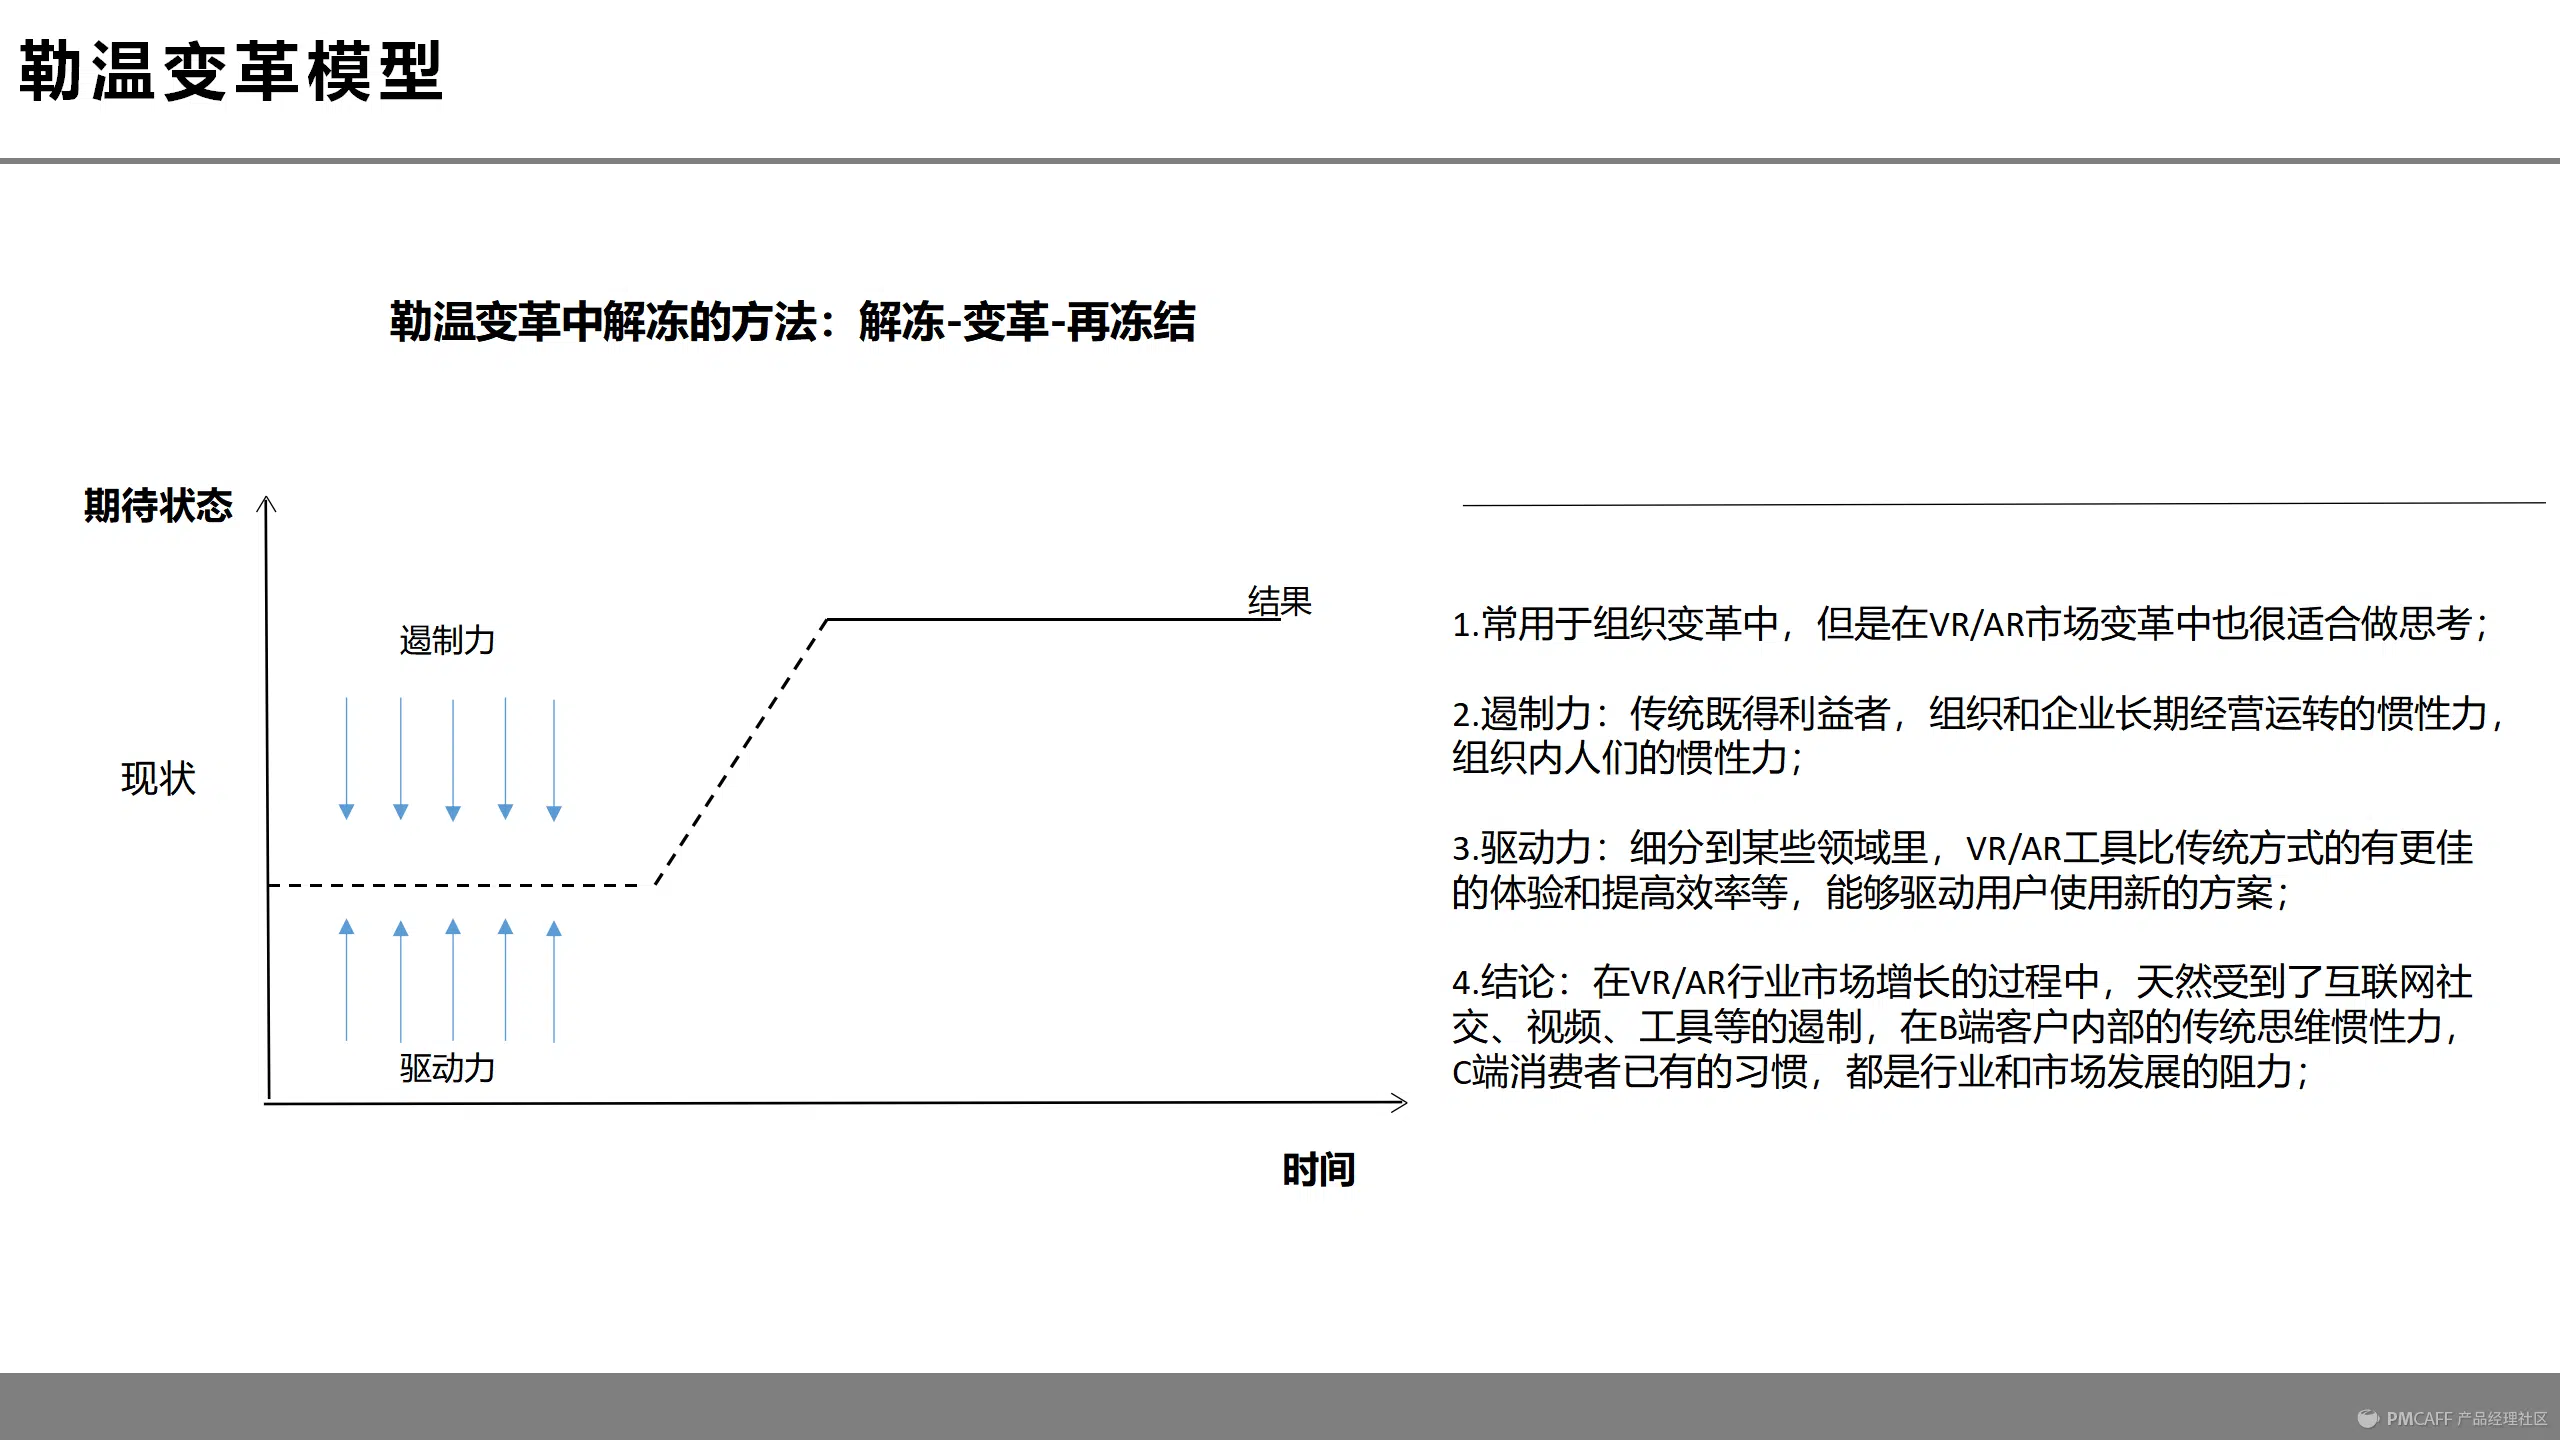 勒温变革模型
勒温变革中解冻的方法：解冻-变革-再冻结
期待状态
结果
遏制力
现状
驱动力
时间
1.常用于组织变革中，但是在VR/AR市场变革中也很适合做思考；
2.遏制力：传统既得利益者，组织和企业长期经营运转的惯性力，
组织内人们的惯性力；
3.驱动力：细分到某些领域里，VR/AR工具比传统方式的有更佳
的体验和提高效率等，能够驱动用户使用新的方案；
4.结论：在VR/AR行业市场增长的过程中，天然受到了互联网社
交、视频、工具等的遏制，在B端客户内部的传统思维惯性力，
C端消费者已有的习惯，都是行业和市场发展的阻力；
PMCAFF 产品经理社区